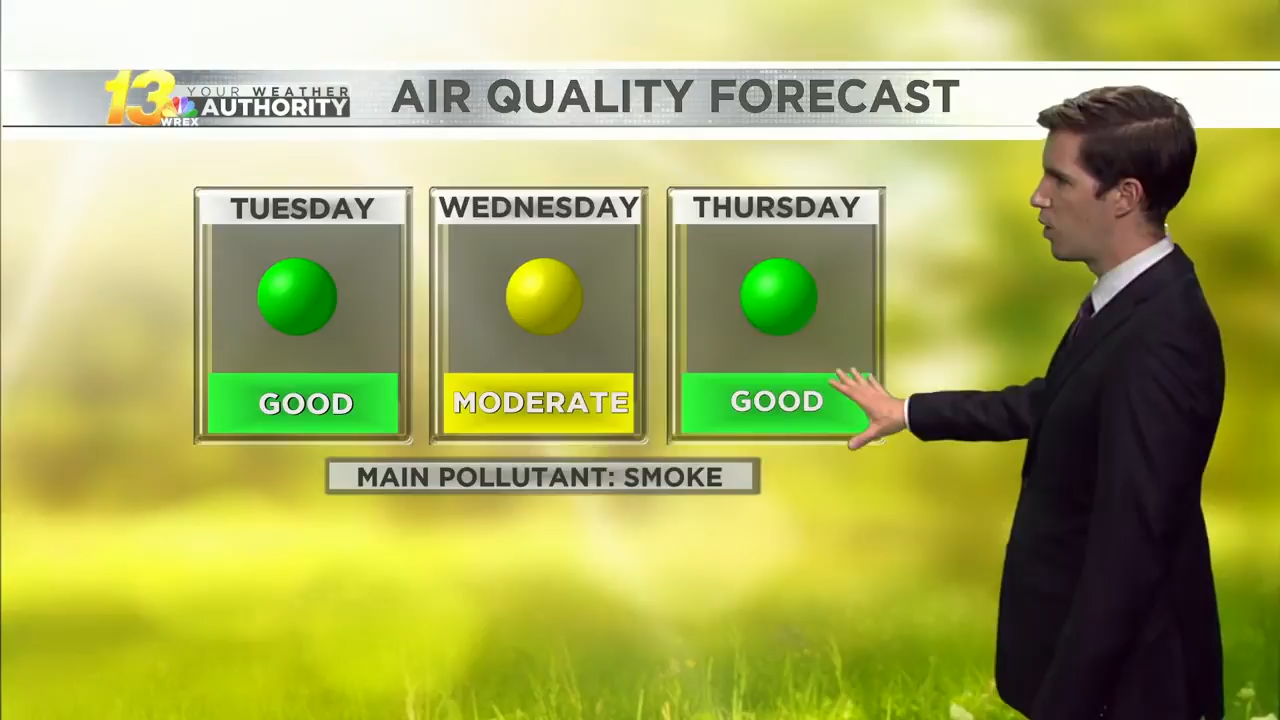 13
WREX
YOUR WEATHER
AUTHORITY
AIR QUALITY FORECAST
TUESDAY
WEDNESDAY
THURSDAY
GOOD
MODERATE
GOOD
MAIN POLLUTANT: SMOKE